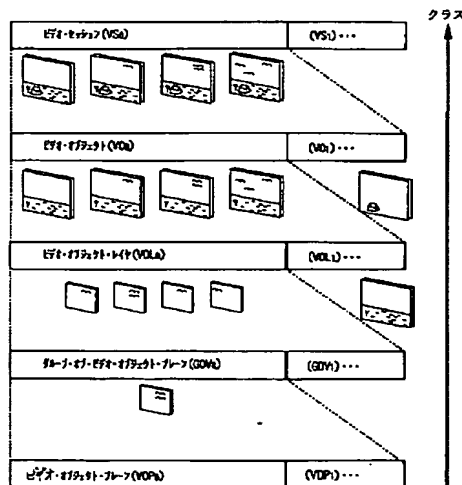 クラス
ビデオ・セッション(VS0) (VS1)・・・
ビデオ・オブジェクト(VO0) (VO1)・・・
ビデオ・オブジェクト・レイヤ(VOL0) (VOL1)・・・
グループ・オブ・ビデオ・オブジェクト・プレーン(GOV0) (GOV1)・・・
ビデオ・オブジェクト・プレーン(VOP0) (VOP1)・・・